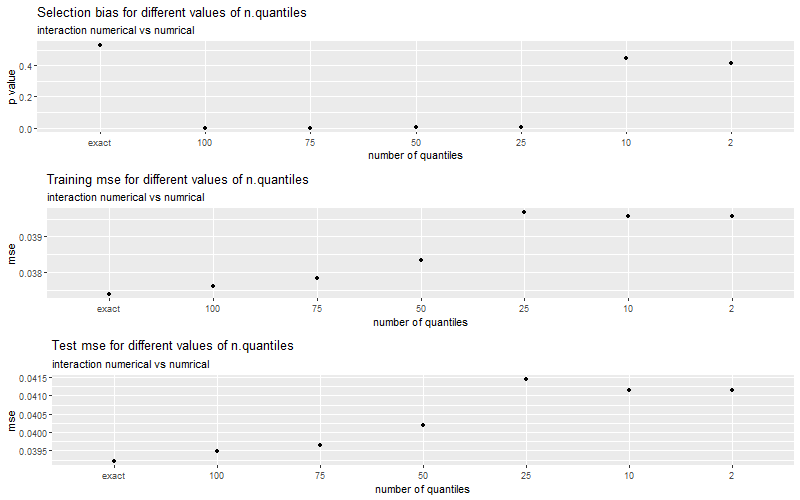 Selection bias for different values of n.quantiles
interaction numerical vs numrical
p value
0.4
0.2
0.0
exact 100 75 50 25 10 2
number of quantiles
Training mse for different values of n.quantiles
interaction numerical vs numrical
mse
0.039
0.038
exact 100 75 50 25 10 2
number of quantiles
Test mse for different values of n.quantiles
interaction numerical vs numrical
mse
0.0415
0.0410
0.0405
0.0400
0.0395
exact 100 75 50 25 10 2
number of quantiles